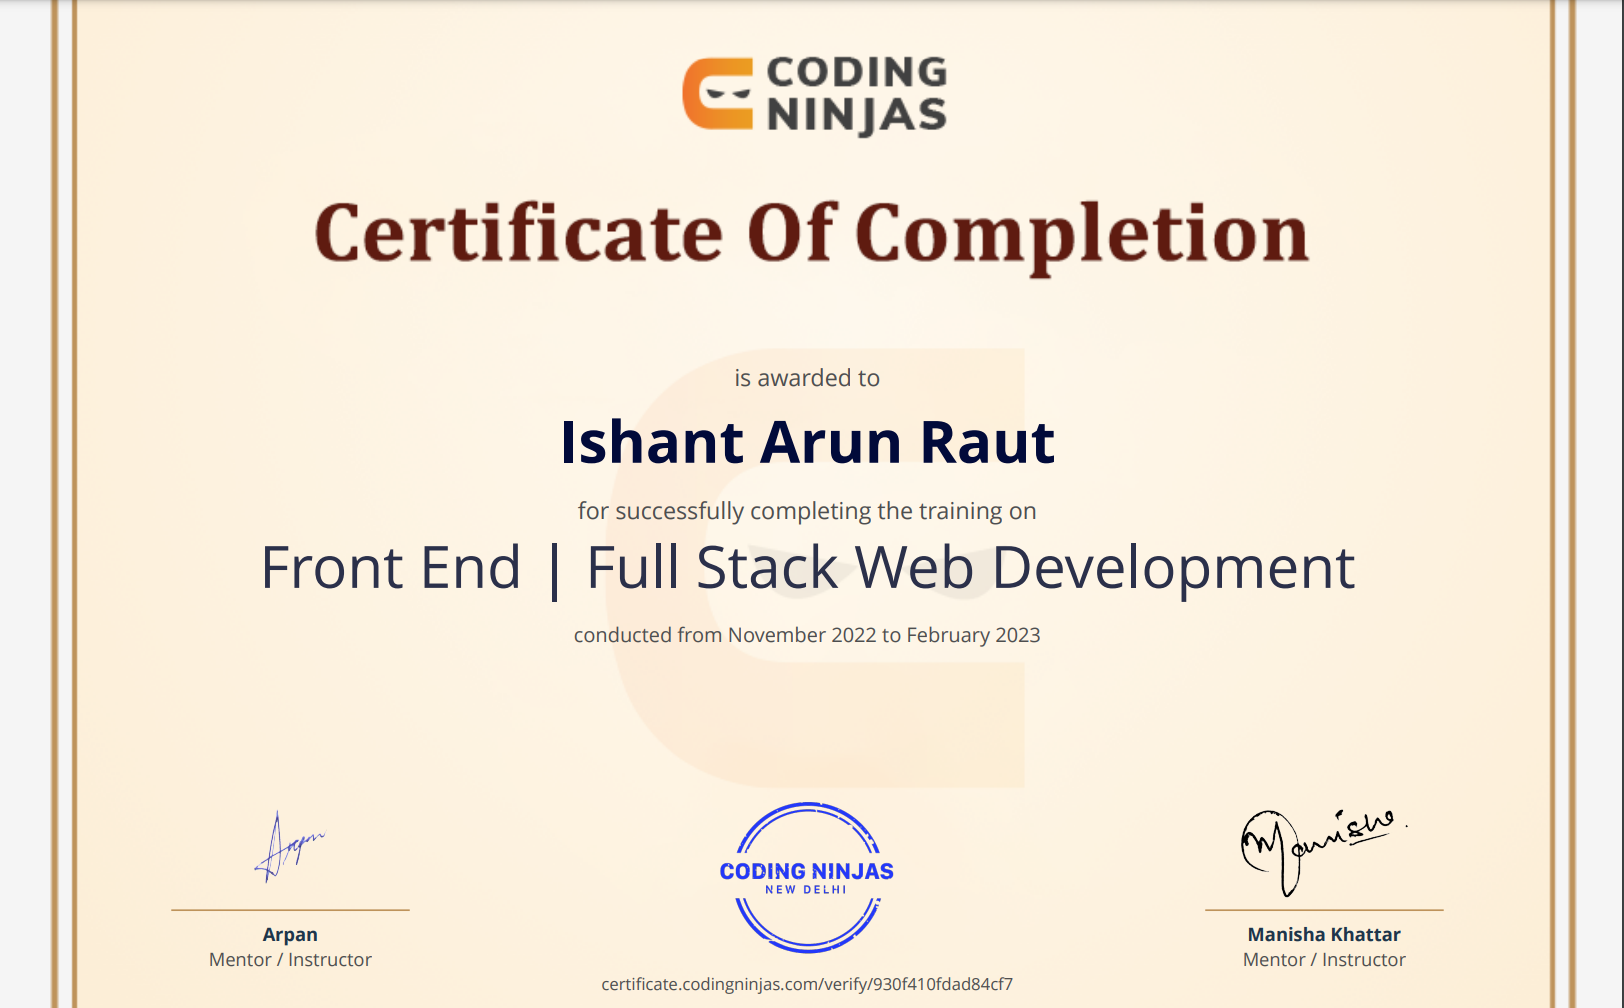 CODING
NINJAS
Certificate Of Completion
is awarded to
Ishant Arun Raut
for successfully completing the training on
Front End | Full Stack Web Development
conducted from November 2022 to February 2023
Arpan
Manisha
CODING NINJAS
NEW DELHI
Arpan
Mentor / Instructor
Manisha Khattar
Mentor / Instructor
certificate.codingninjas.com/verify/930f410fdad84cf7